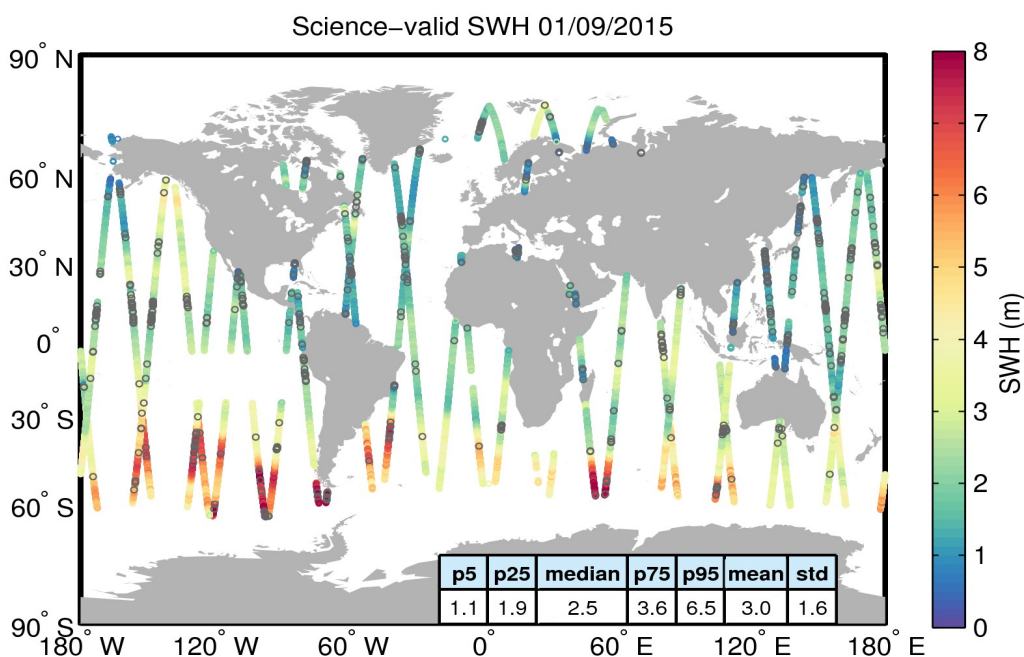 Science−valid SWH 01/09/2015
90° N
60° N
30° N
0°
30° S
60° S
90° S
180° W
120° W
60° W
0°
60° E
120° E
180° E
p5 p25 median p75 p95 mean std
1.1 1.9 2.5 3.6 6.5 3.0 1.6
8
7
6
5
4
3
2
1
0
SWH (m)